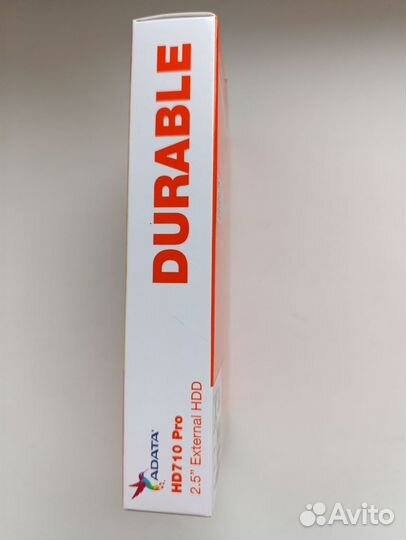 DURABLE
ADATA
HD710 Pro
2.5" External HDD
Avito